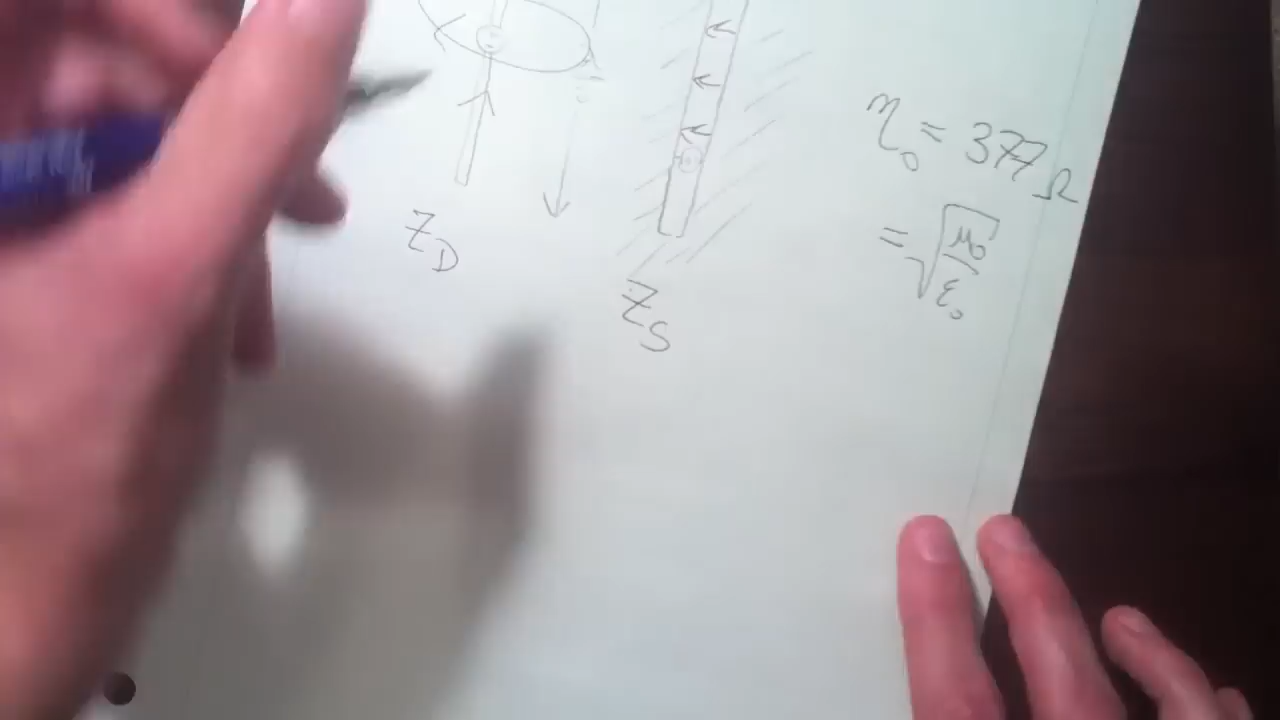 η₀ = 377 Ω
= √(μ₀/ε₀)
Z_D
Z_S